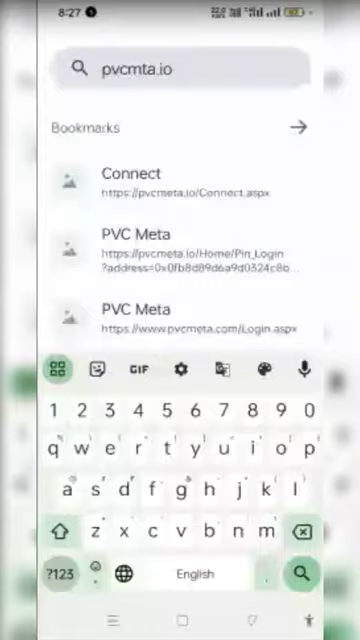 8:27
pvcmta.io
Bookmarks
Connect
https://pvcmeta.io/Connect.aspx
PVC Meta
https://pvcmeta.io/Home/Pin_Login
?address=0x0fb8d89d6a9d0324c8b...
PVC Meta
https://www.pvcmeta.com/Login.aspx
GIF
1 2 3 4 5 6 7 8 9 0
q w e r t y u i o p
a s d f g h j k l
z x c v b n m
?123 English .